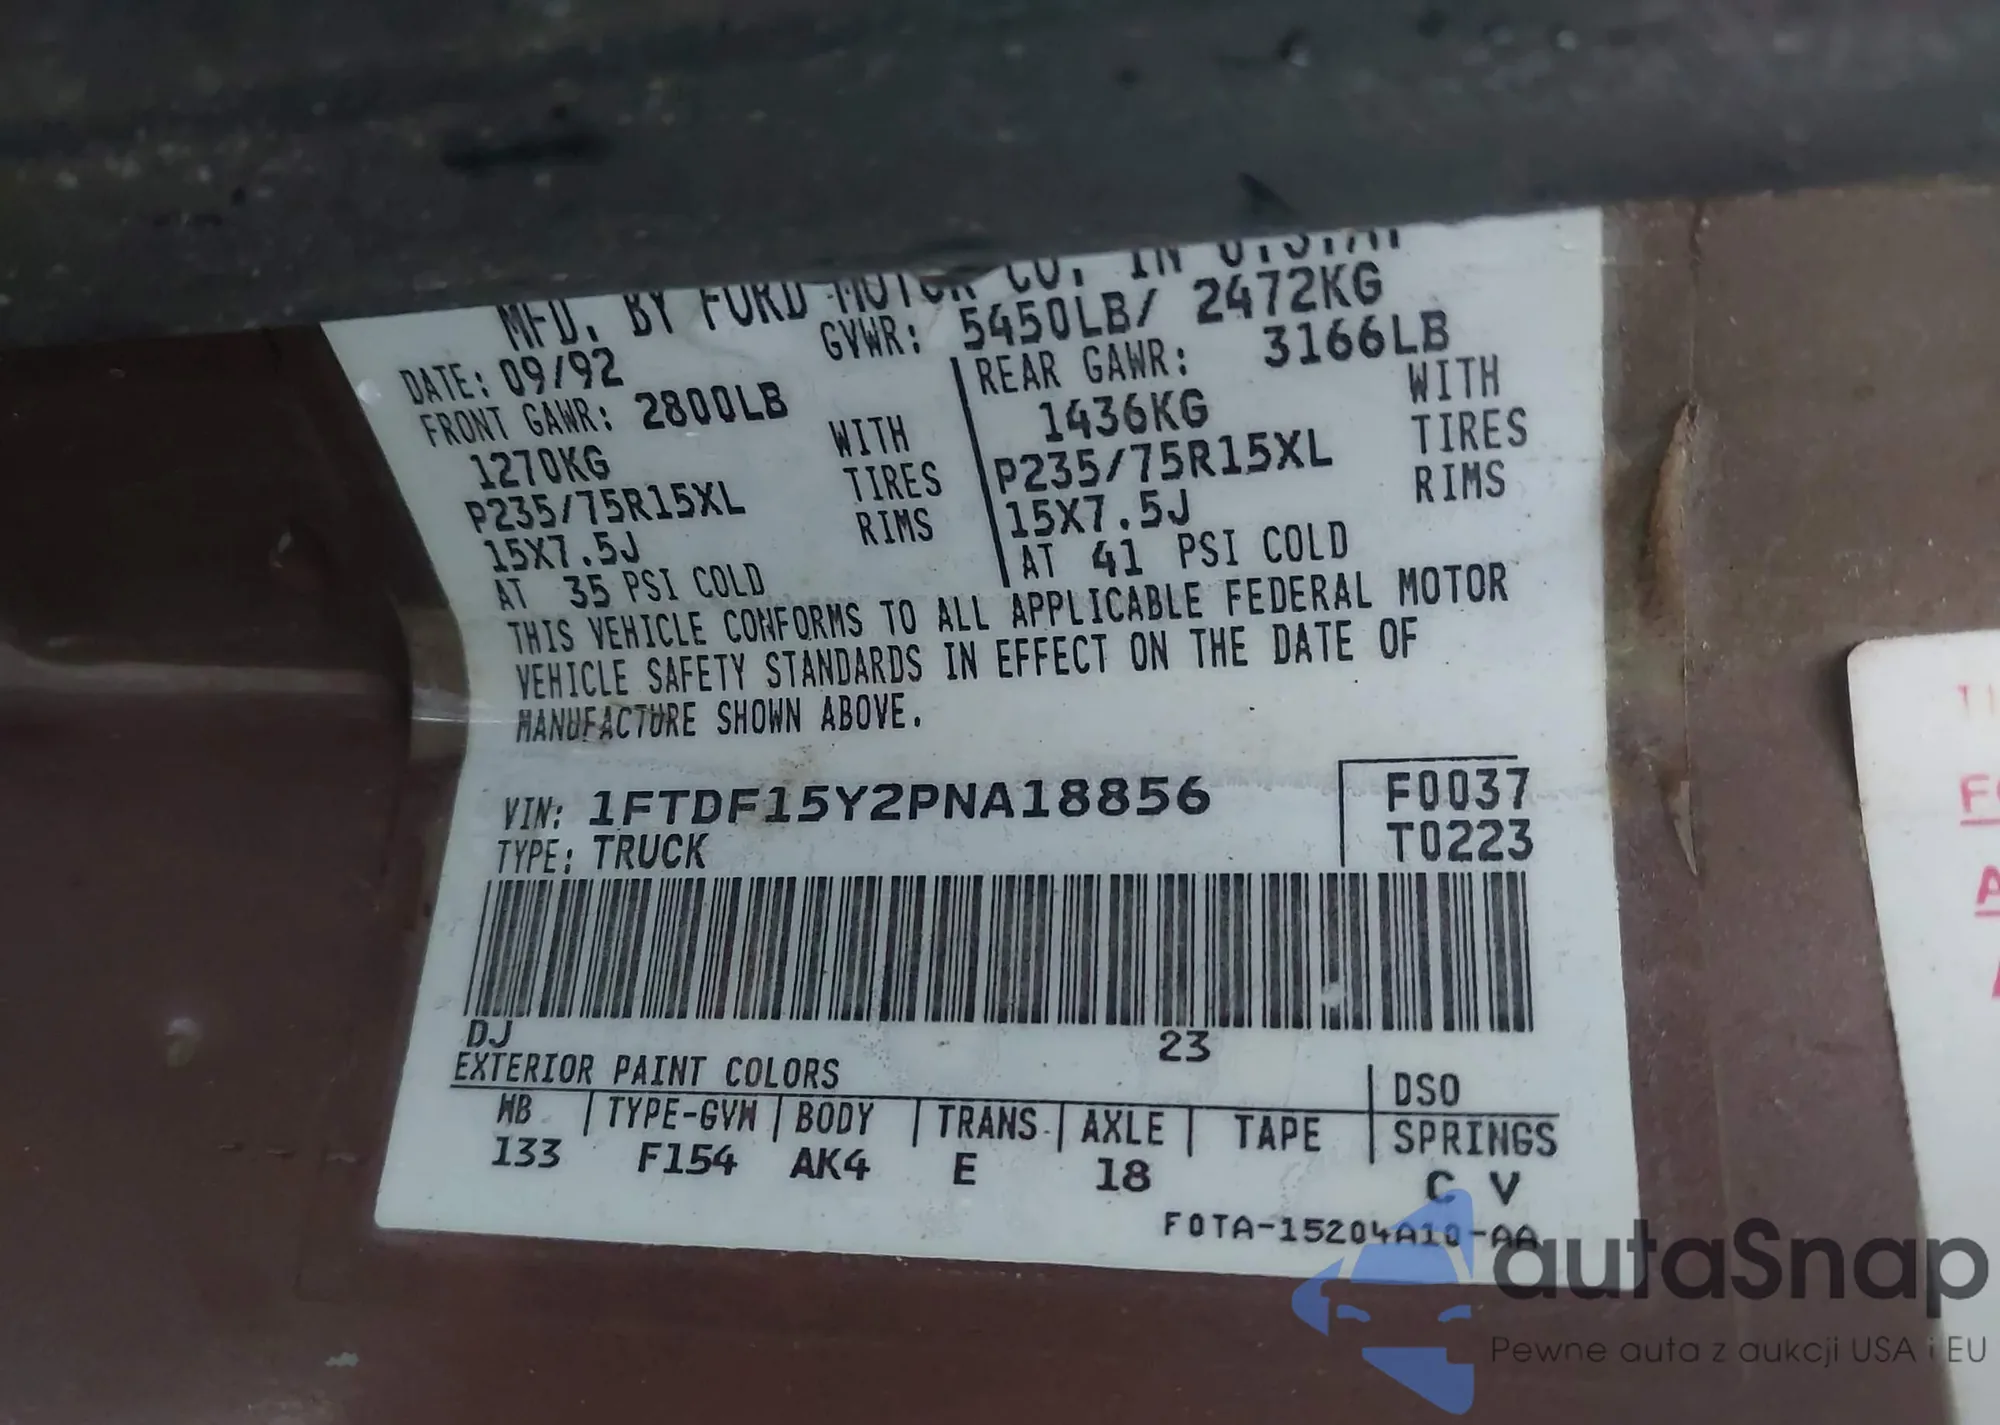 MFD. BY FORD MOTOR CO. IN U.S.A.
GVWR: 5450LB/ 2472KG
DATE: 09/92
FRONT GAWR: 2800LB
1270KG WITH
P235/75R15XL TIRES
15X7.5J RIMS
AT 35 PSI COLD
REAR GAWR: 3166LB
1436KG WITH
P235/75R15XL TIRES
15X7.5J RIMS
AT 41 PSI COLD
THIS VEHICLE CONFORMS TO ALL APPLICABLE FEDERAL MOTOR
VEHICLE SAFETY STANDARDS IN EFFECT ON THE DATE OF
MANUFACTURE SHOWN ABOVE.
VIN: 1FTDF15Y2PNA18856
TYPE: TRUCK
F0037
T0223
DJ 23
EXTERIOR PAINT COLORS DSO
WB TYPE-GVW BODY TRANS. AXLE TAPE SPRINGS
133 F154 AK4 E 18 C V
F0TA-15204A10-AA
autaSnap
Pewne auta z aukcji USA i EU